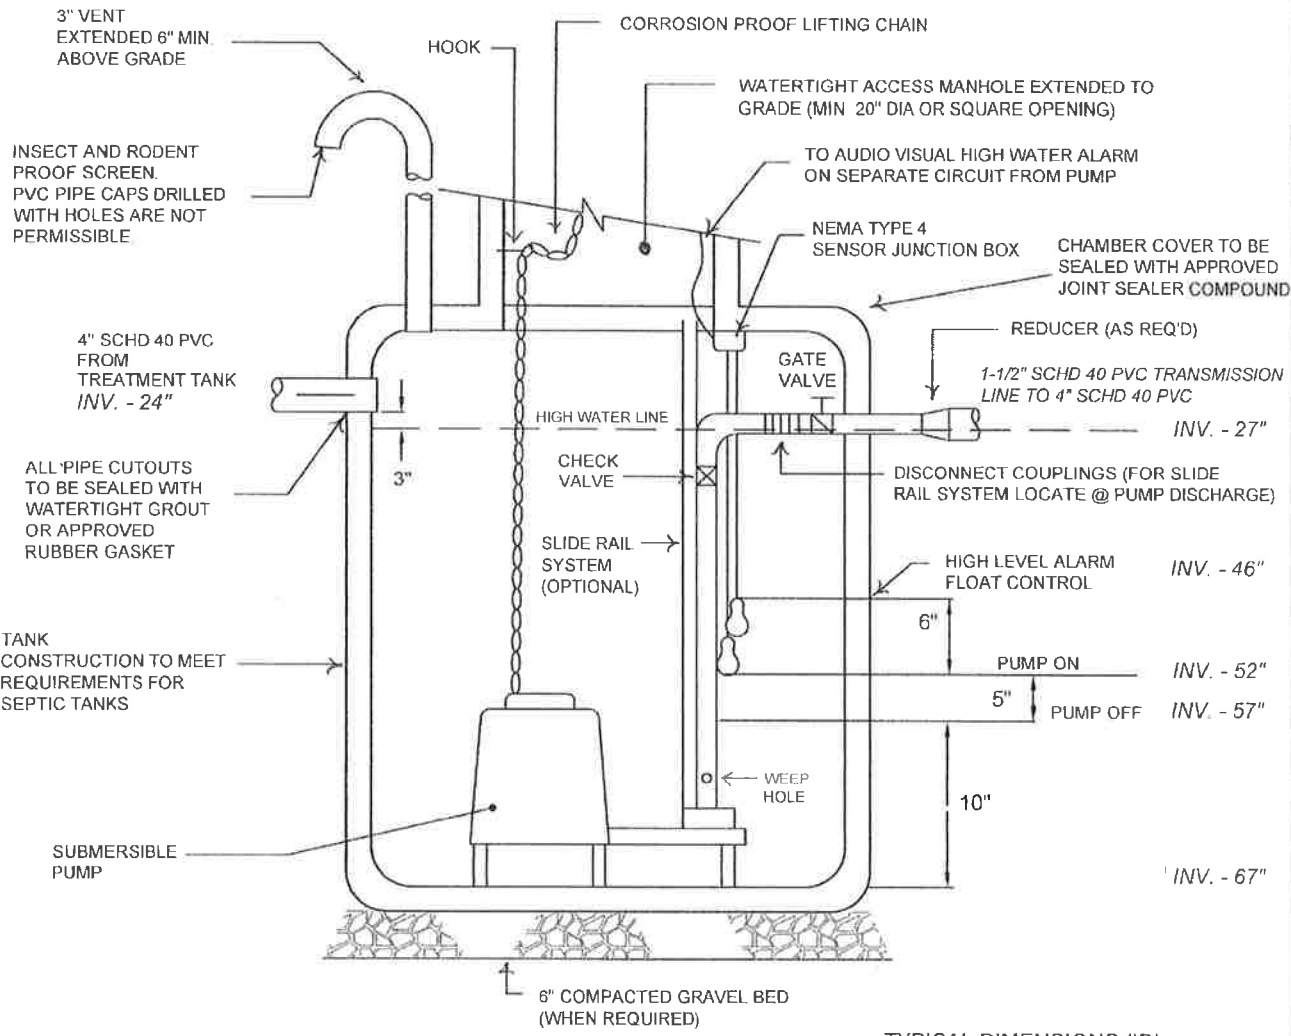 3" VENT
EXTENDED 6" MIN.
ABOVE GRADE
HOOK
CORROSION PROOF LIFTING CHAIN
WATERTIGHT ACCESS MANHOLE EXTENDED TO
GRADE (MIN 20" DIA OR SQUARE OPENING)
INSECT AND RODENT
PROOF SCREEN.
PVC PIPE CAPS DRILLED
WITH HOLES ARE NOT
PERMISSIBLE.
TO AUDIO VISUAL HIGH WATER ALARM
ON SEPARATE CIRCUIT FROM PUMP
NEMA TYPE 4
SENSOR JUNCTION BOX
CHAMBER COVER TO BE
SEALED WITH APPROVED
JOINT SEALER COMPOUND
4" SCHD 40 PVC
FROM
TREATMENT TANK
INV. - 24"
REDUCER (AS REQ'D)
GATE
VALVE
1-1/2" SCHD 40 PVC TRANSMISSION
LINE TO 4" SCHD 40 PVC
HIGH WATER LINE
INV. - 27"
3"
CHECK
VALVE
DISCONNECT COUPLINGS (FOR SLIDE
RAIL SYSTEM LOCATE @ PUMP DISCHARGE)
ALL PIPE CUTOUTS
TO BE SEALED WITH
WATERTIGHT GROUT
OR APPROVED
RUBBER GASKET
SLIDE RAIL
SYSTEM
(OPTIONAL)
HIGH LEVEL ALARM
FLOAT CONTROL
INV. - 46"
6"
TANK
CONSTRUCTION TO MEET
REQUIREMENTS FOR
SEPTIC TANKS
PUMP ON
INV. - 52"
5"
PUMP OFF
INV. - 57"
WEEP
HOLE
10"
SUBMERSIBLE
PUMP
INV. - 67"
6" COMPACTED GRAVEL BED
(WHEN REQUIRED)